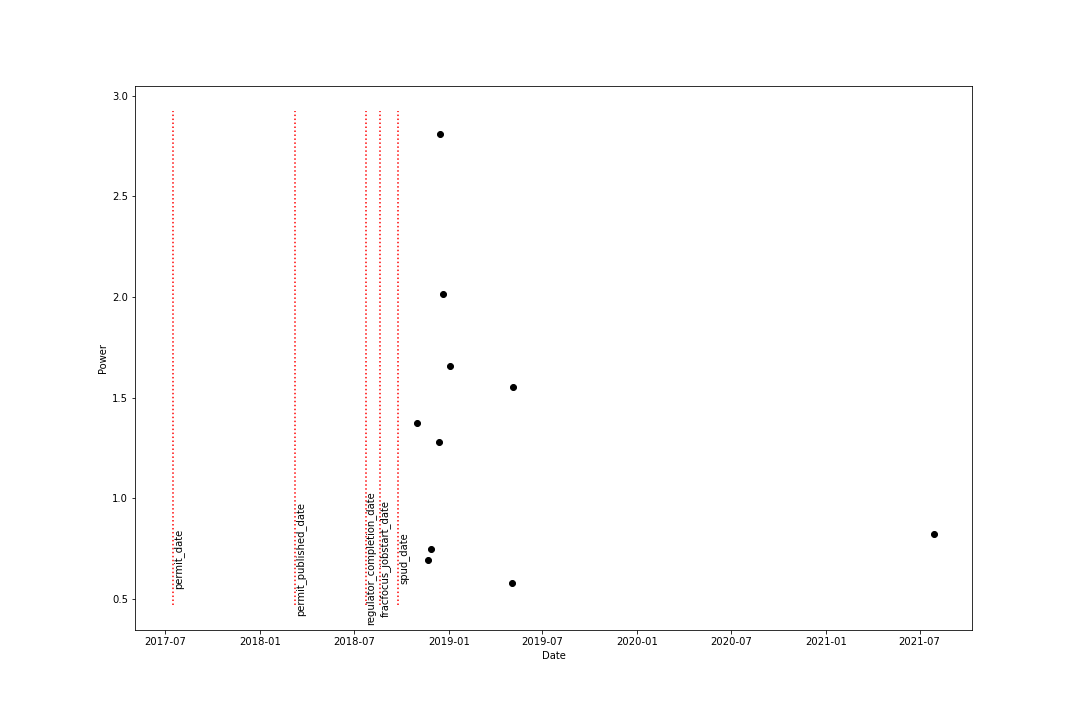 3.0
2.5
2.0
1.5
1.0
0.5
Power
permit_date
permit_published_date
regulator_completion_date
fracfocus_jobstart_date
spud_date
2017-07
2018-01
2018-07
2019-01
2019-07
2020-01
2020-07
2021-01
2021-07
Date